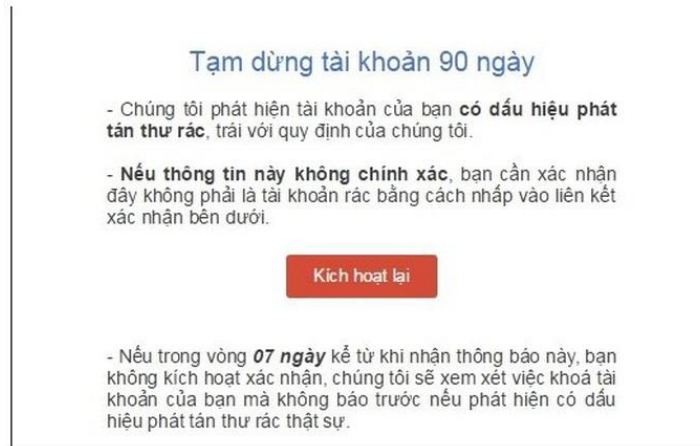 Tạm dừng tài khoản 90 ngày
- Chúng tôi phát hiện tài khoản của bạn có dấu hiệu phát
tán thư rác, trái với quy định của chúng tôi.
- Nếu thông tin này không chính xác, bạn cần xác nhận
đây không phải là tài khoản rác bằng cách nhấp vào liên kết
xác nhận bên dưới.
Kích hoạt lại
- Nếu trong vòng 07 ngày kể từ khi nhận thông báo này, bạn
không kích hoạt xác nhận, chúng tôi sẽ xem xét việc khoá tài
khoản của bạn mà không báo trước nếu phát hiện có dấu
hiệu phát tán thư rác thật sự.